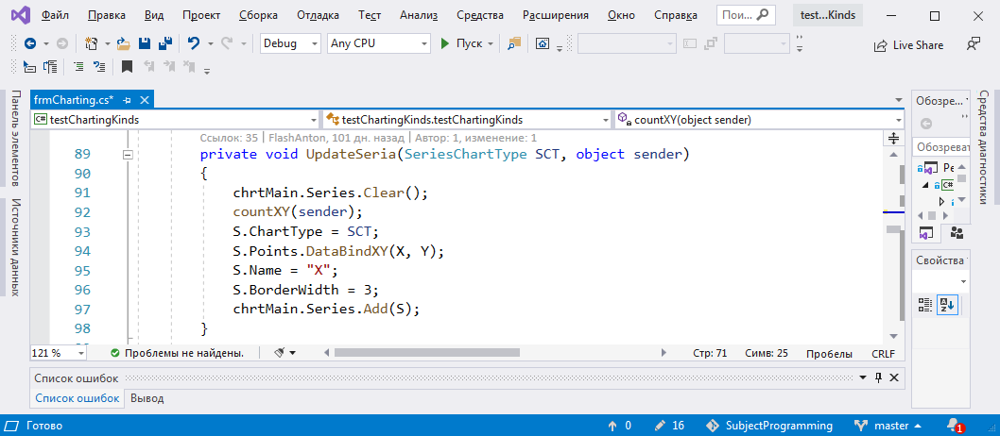 Файл Правка Вид Проект Сборка Отладка Тест Анализ Средства Расширения Окно Справка Пои... test...Kinds
Debug Any CPU Пуск Live Share
frmCharting.cs* Обозре...
testChartingKinds testChartingKinds.testChartingKinds countXY(object sender)
Ссылок: 35 | FlashAnton, 101 дн. назад | Автор: 1, изменение: 1
89 private void UpdateSeria(SeriesChartType SCT, object sender)
90 {
91 chrtMain.Series.Clear();
92 countXY(sender);
93 S.ChartType = SCT;
94 S.Points.DataBindXY(X, Y);
95 S.Name = "X";
96 S.BorderWidth = 3;
97 chrtMain.Series.Add(S);
98 }
121 % Проблемы не найдены. Стр: 71 Симв: 25 Пробелы CRLF
Список ошибок
Список ошибок Вывод
Готово 0 16 SubjectProgramming master 1
Панель элементов
Источники данных
Обозреват
Ре
C#
Свойства
Средства диагностики